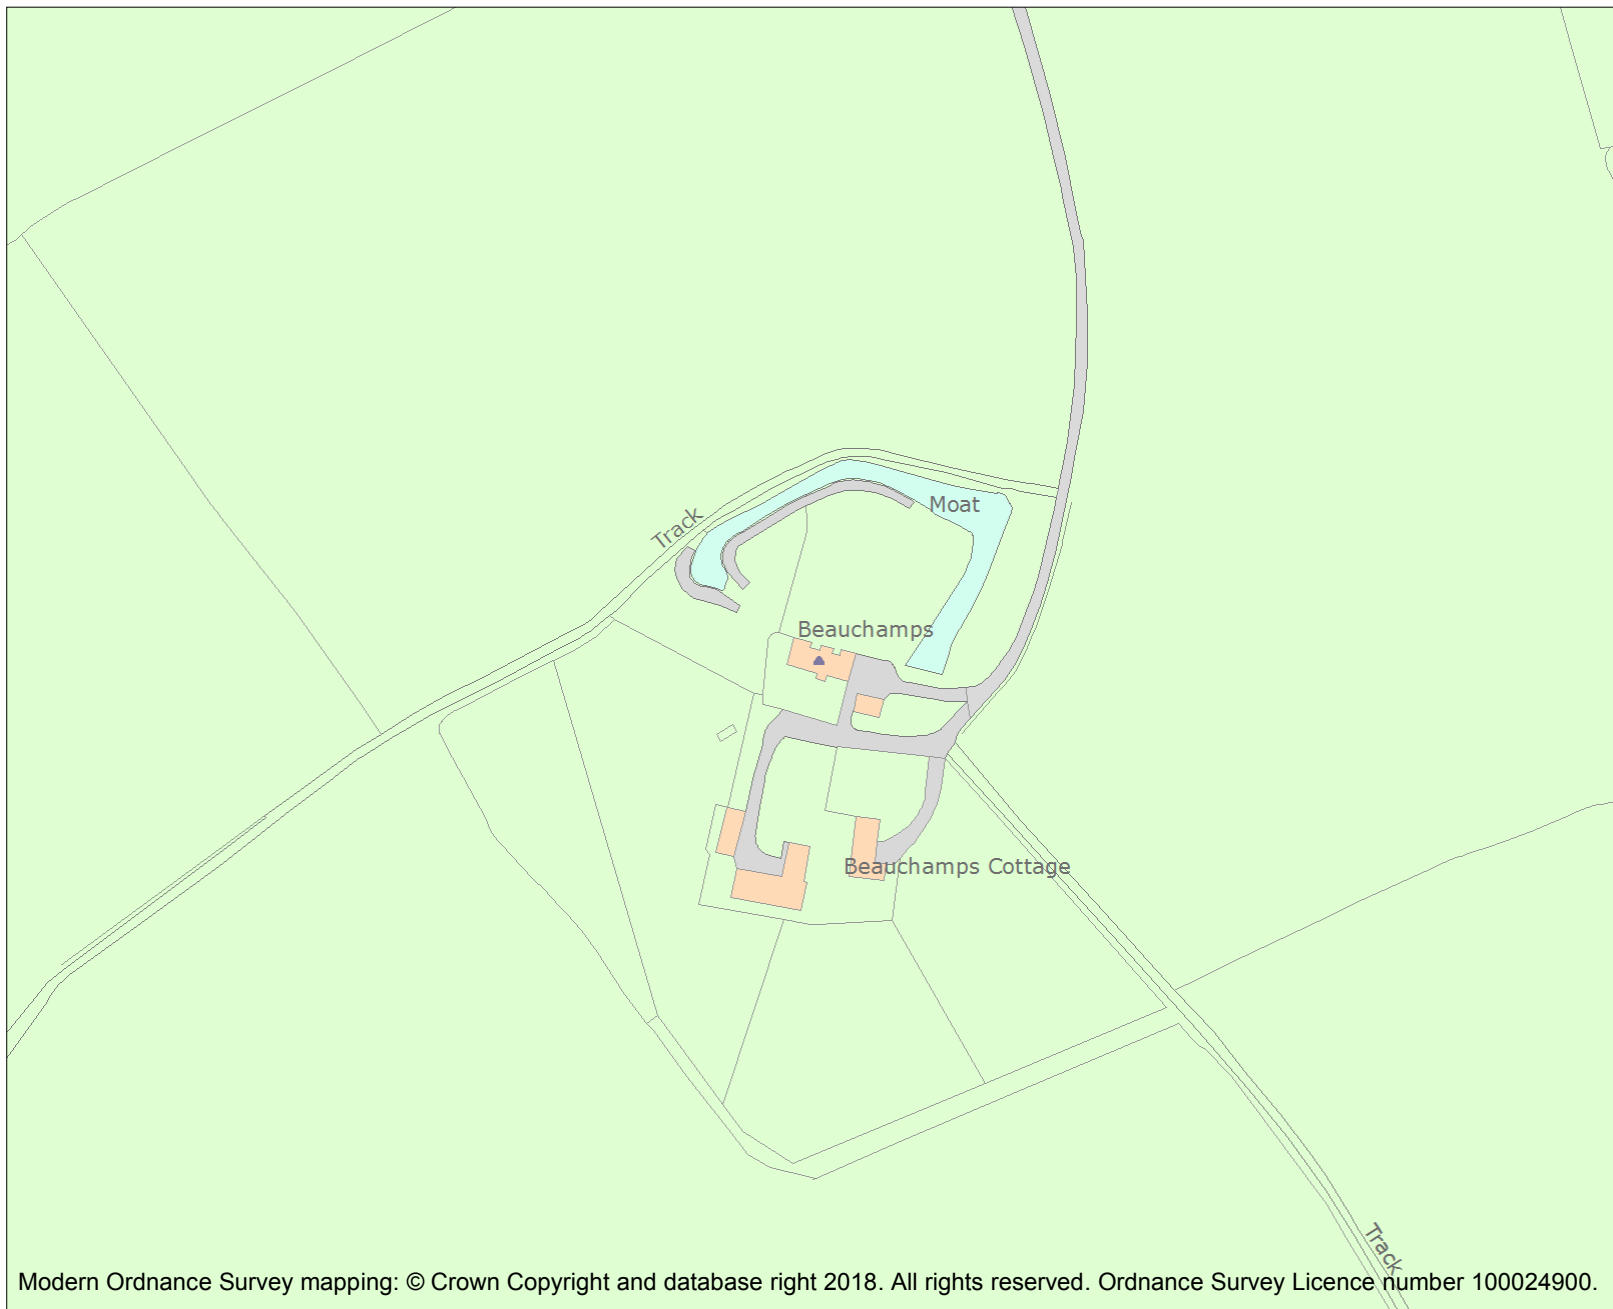 Moat
Track
Beauchamps
Beauchamps Cottage
Track
Modern Ordnance Survey mapping: © Crown Copyright and database right 2018. All rights reserved. Ordnance Survey Licence number 100024900.